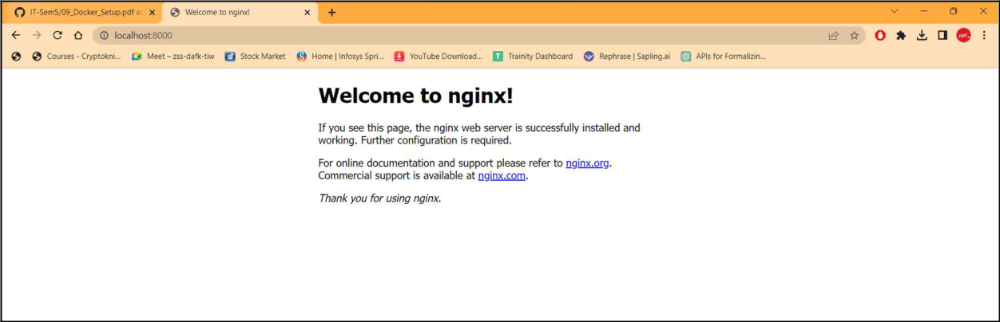 IT-Sem5/09_Docker_Setup.pdf at
Welcome to nginx!
localhost:8000
Courses - Cryptokni... Meet – zss-dafk-tiw Stock Market Home | Infosys Spri... YouTube Download... T Trainity Dashboard Rephrase | Sapling.ai APIs for Formalizin...
Welcome to nginx!
If you see this page, the nginx web server is successfully installed and
working. Further configuration is required.
For online documentation and support please refer to nginx.org.
Commercial support is available at nginx.com.
Thank you for using nginx.